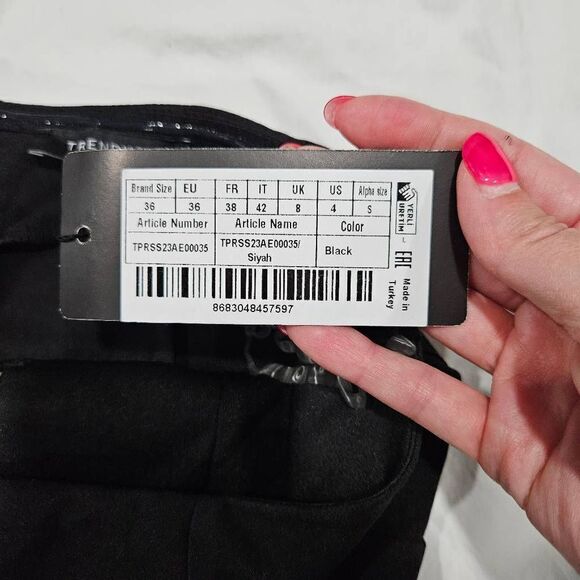 TREND
Brand Size EU FR IT UK US Alpha size
36 36 38 42 8 4 S
Article Number Article Name Color
TPRSS23AE00035 TPRSS23AE00035/ Black
Siyah
8683048457597
YERLİ
ÜRETİM
EAC
Made in
Turkey